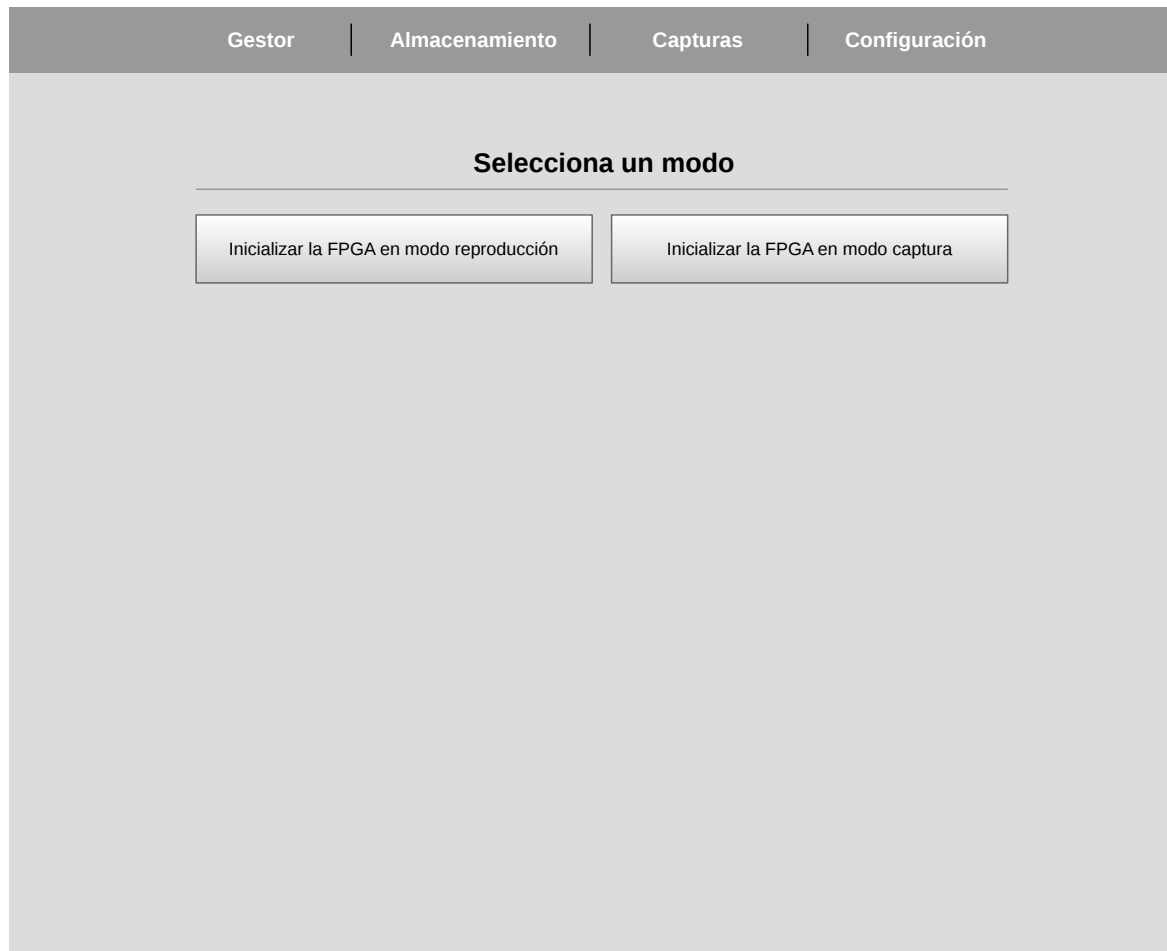 Gestor Almacenamiento Capturas Configuración
Selecciona un modo
Inicializar la FPGA en modo reproducción Inicializar la FPGA en modo captura